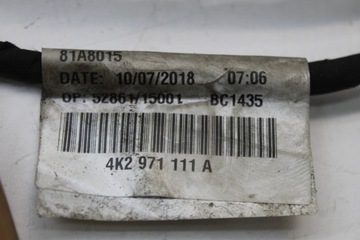 81A8015
DATE: 10/07/2018 07:06
OP: 52861/15001 BC1435
4K2 971 111 A